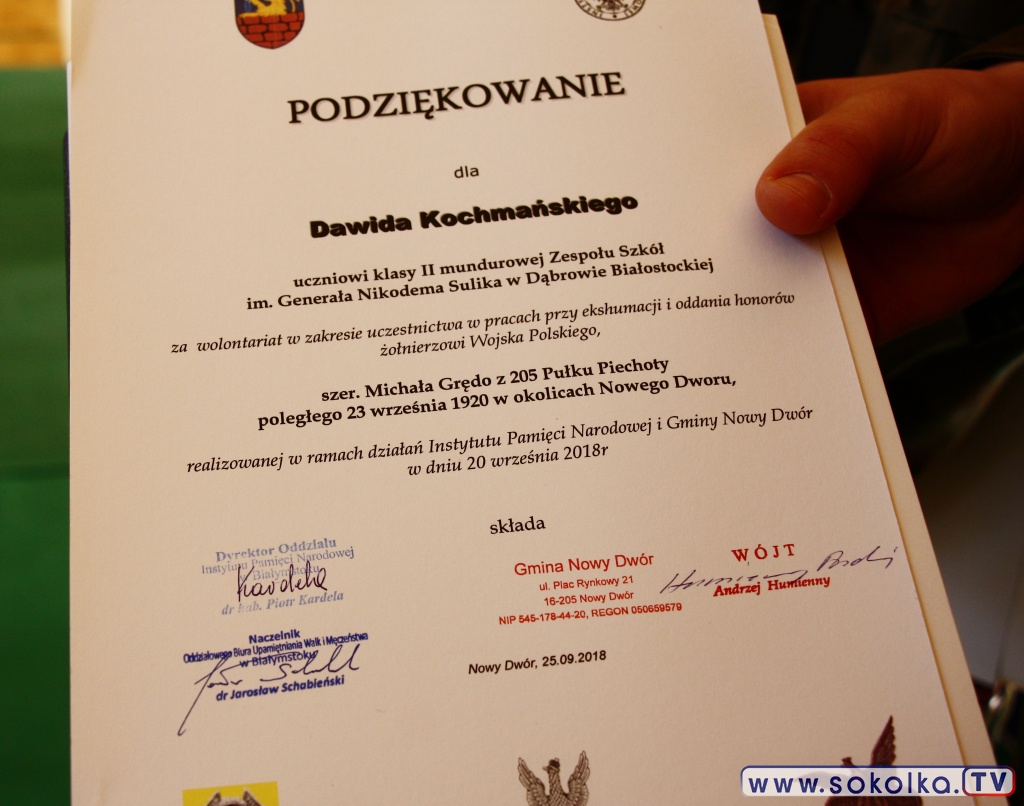 PODZIĘKOWANIE
dla
Dawida Kochmańskiego
uczniowi klasy II mundurowej Zespołu Szkół
im. Generała Nikodema Sulika w Dąbrowie Białostockiej
za wolontariat w zakresie uczestnictwa w pracach przy ekshumacji i oddania honorów
żołnierzowi Wojska Polskiego,
szer. Michała Grędo z 205 Pułku Piechoty
poległego 23 września 1920 w okolicach Nowego Dworu,
realizowanej w ramach działań Instytutu Pamięci Narodowej i Gminy Nowy Dwór
w dniu 20 września 2018r
składa
Dyrektor Oddziału
Instytutu Pamięci Narodowej
w Białymstoku
Kardela
dr hab. Piotr Kardela
Naczelnik
Oddziałowego Biura Upamiętniania Walk i Męczeństwa
w Białymstoku
dr Jarosław Schabieński
Gmina Nowy Dwór
ul. Plac Rynkowy 21
16-205 Nowy Dwór
NIP 545-178-44-20, REGON 050659579
WÓJT
Andrzej Humienny
Nowy Dwór, 25.09.2018
www.sokolka.TV